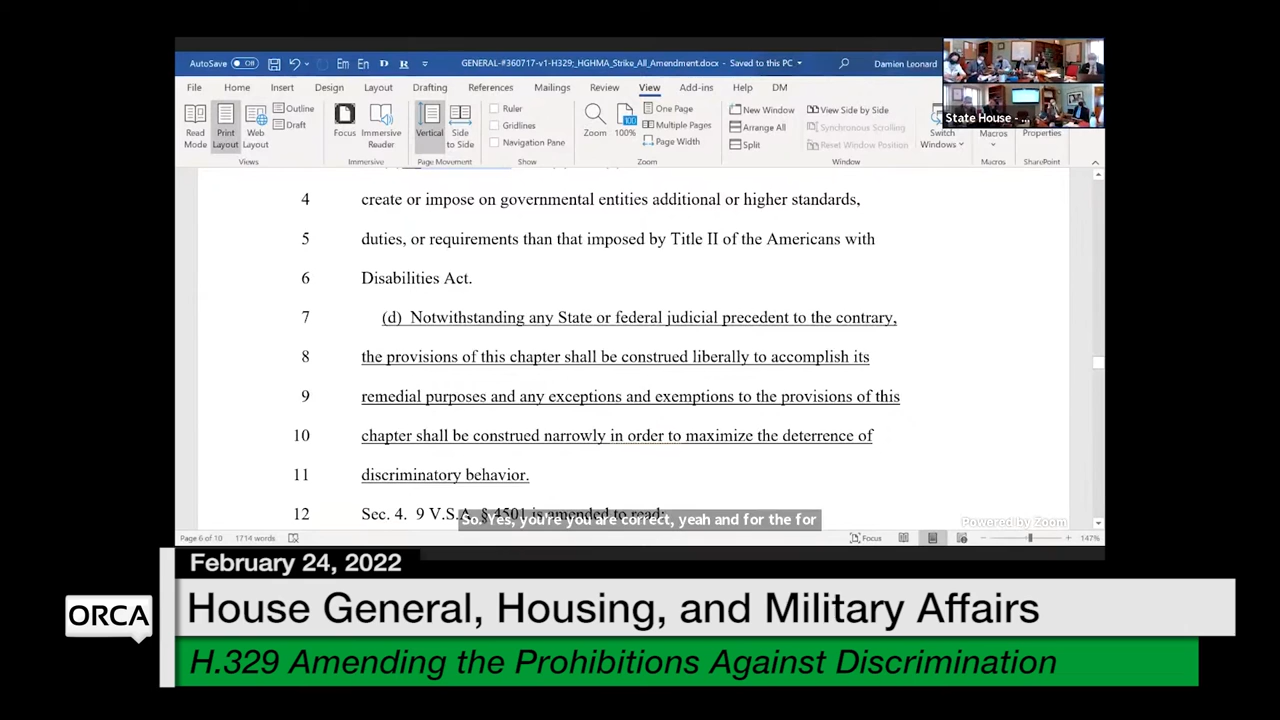 AutoSave Off
GENERAL-#360717-v1-H329;_HGHMA_Strike_All_Amendment.docx - Saved to this PC
Damien Leonard
File Home Insert Design Layout References Mailings Review View Add-ins DM
Draft
Outline
Read Mode
Print Layout
Web Layout
Views
Focus
Immersive Reader
Immersive
Vertical
Side to Side
Page Movement
Ruler
Gridlines
Navigation Pane
Show
Zoom
100%
One Page
Multiple Pages
Page Width
Zoom
New Window
Arrange All
Split
View Side by Side
Synchronous Scrolling
Reset Window Position
Window
Switch Windows
Macros
Macros
Properties
SharePoint
State House - ...
4 create or impose on governmental entities additional or higher standards,
5 duties, or requirements than that imposed by Title II of the Americans with
6 Disabilities Act.
7 (d) Notwithstanding any State or federal judicial precedent to the contrary,
8 the provisions of this chapter shall be construed liberally to accomplish its
9 remedial purposes and any exceptions and exemptions to the provisions of this
10 chapter shall be construed narrowly in order to maximize the deterrence of
11 discriminatory behavior.
12 Sec. 4. 9 V.S.A. § 4501 is amended to read:
So. Yes, you're you are correct, yeah and for the for
Powered by Zoom
Page 6 of 10 1714 words
Focus
147%
February 24, 2022
ORCA
House General, Housing, and Military Affairs
H.329 Amending the Prohibitions Against Discrimination